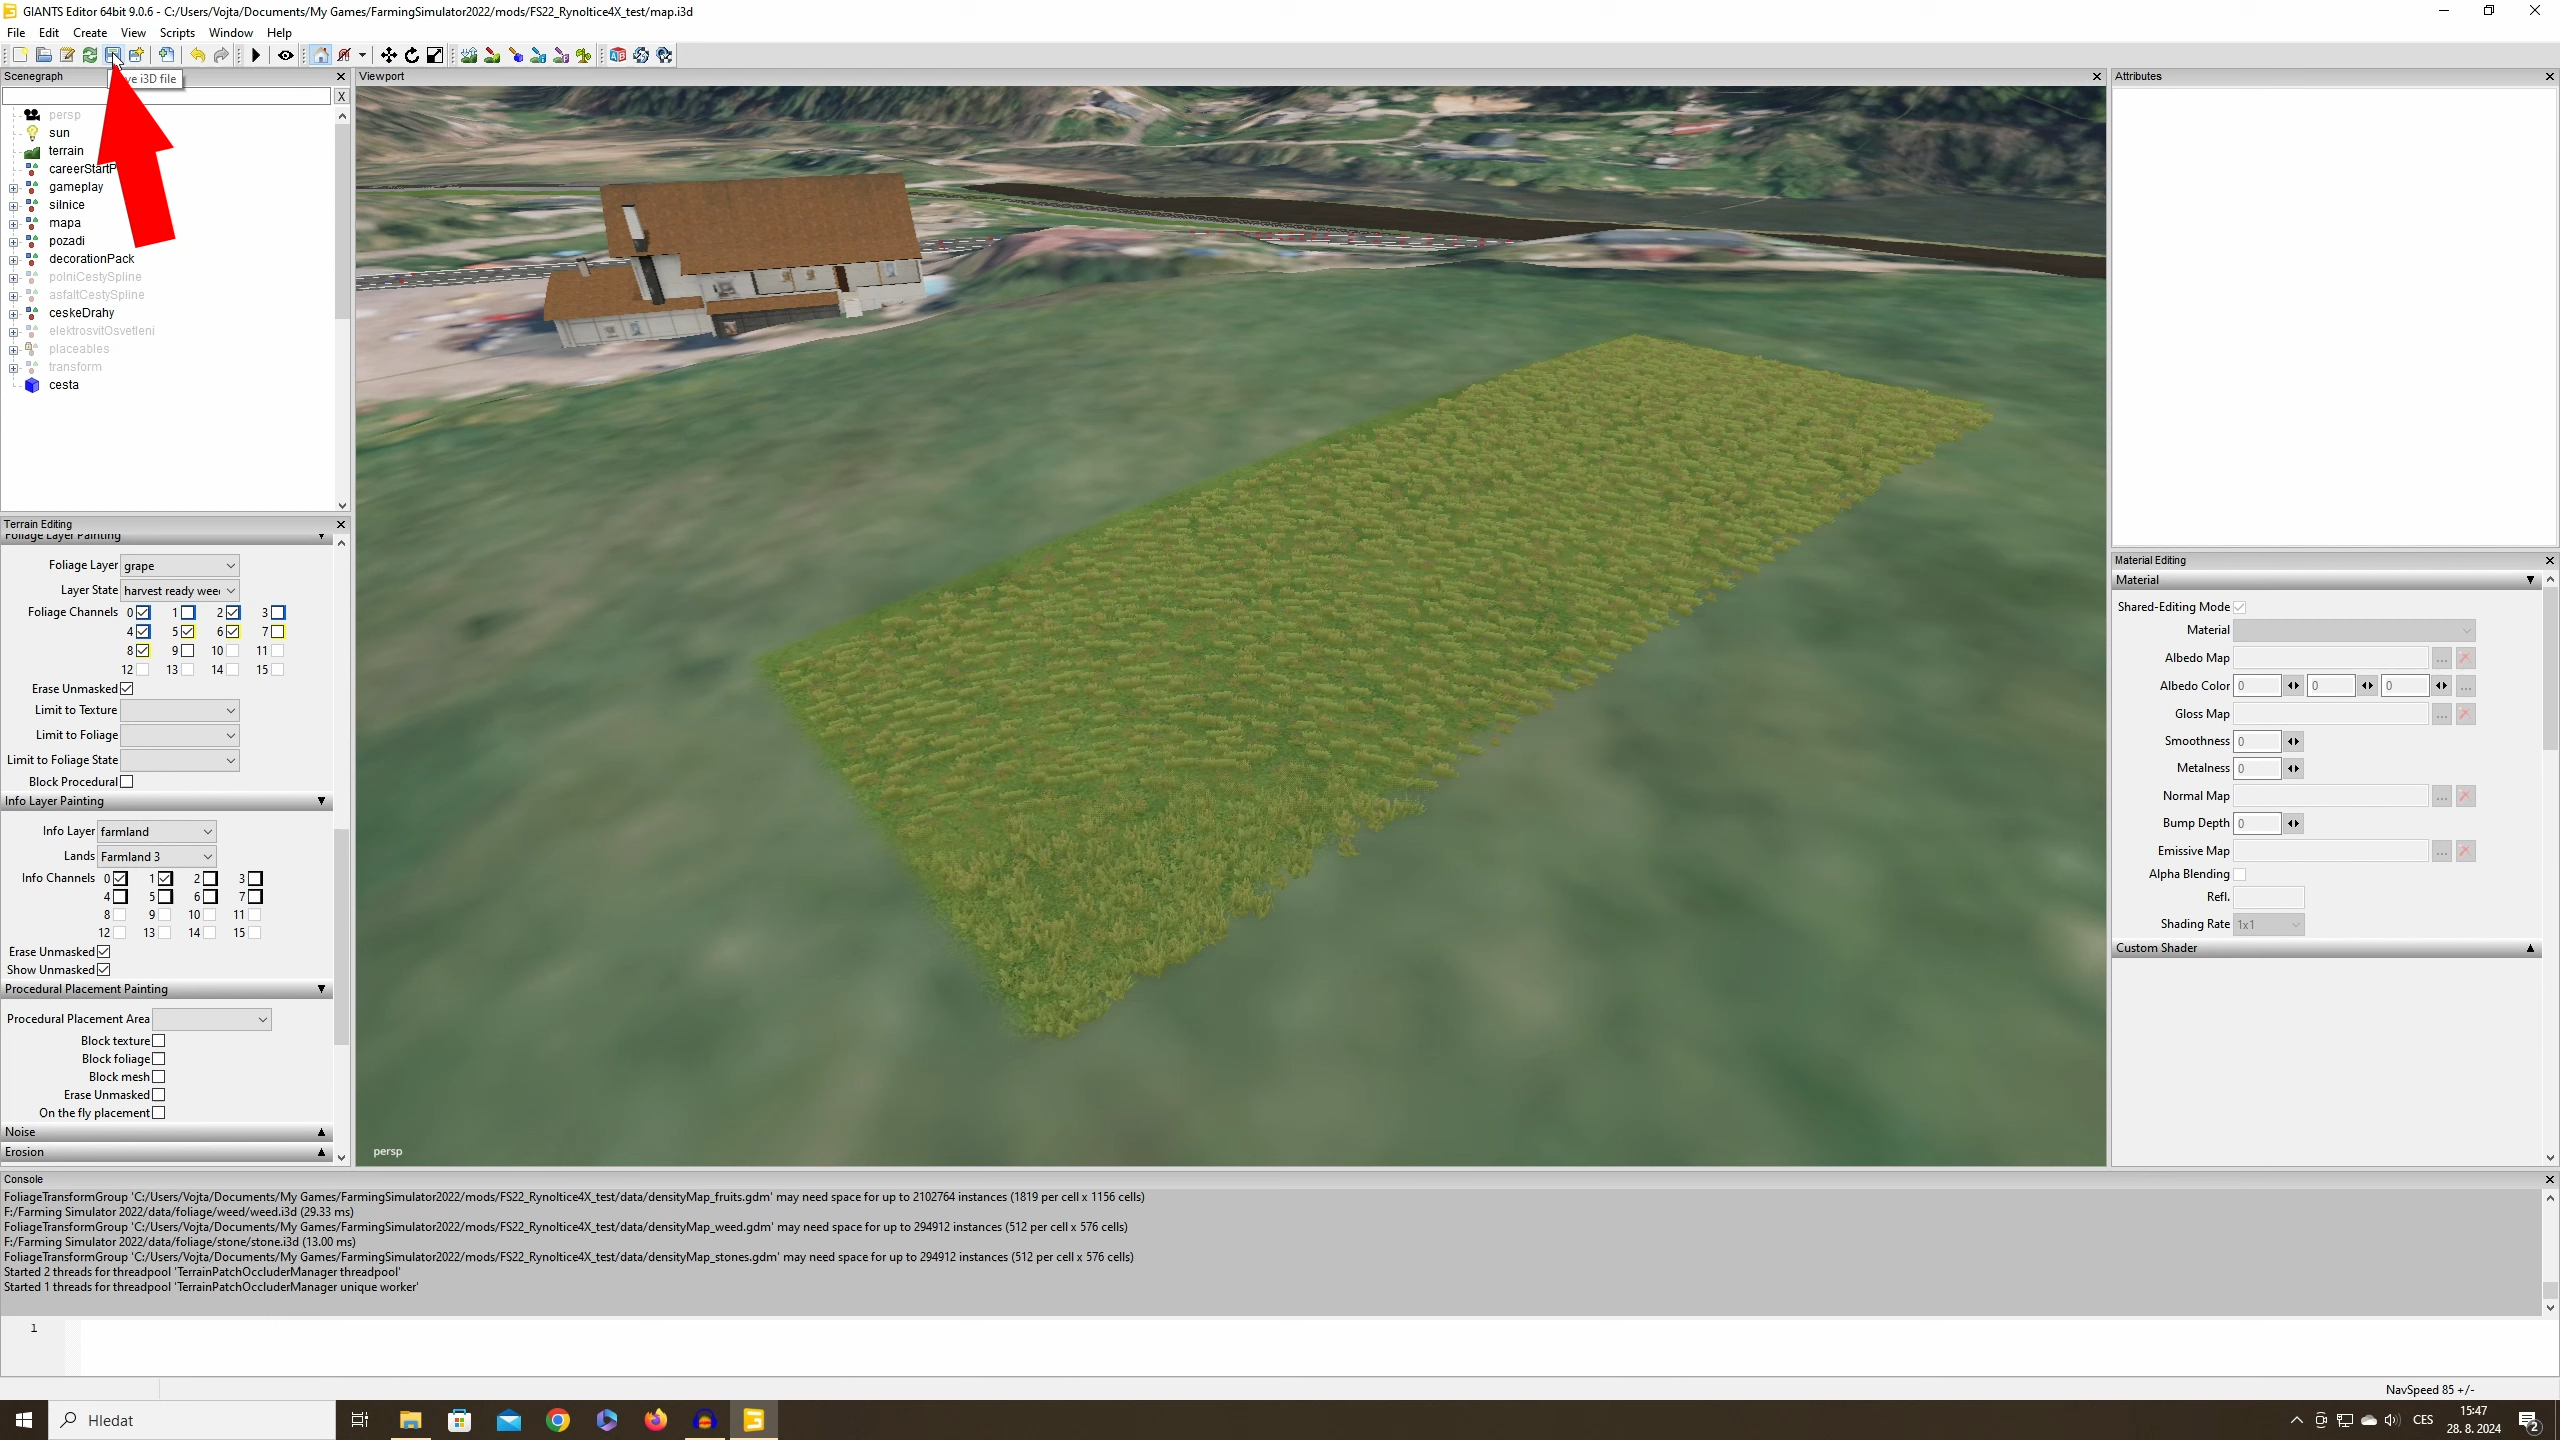 GIANTS Editor 64bit 9.0.6 - C:/Users/Vojta/Documents/My Games/FarmingSimulator2022/mods/FS22_Rynoltice4X_test/map.i3d
File Edit Create View Scripts Window Help
Scenegraph
ve i3D file
Viewport
Attributes
X
persp
sun
terrain
careerStartP
gameplay
silnice
mapa
pozadi
decorationPack
polniCestySpline
asfaltCestySpline
ceskeDrahy
elektrosvitOsvetleni
placeables
transform
cesta
Terrain Editing
Foliage Layer Painting
Foliage Layer grape
Layer State harvest ready wee
Foliage Channels 0 1 2 3
4 5 6 7
8 9 10 11
12 13 14 15
Erase Unmasked
Limit to Texture
Limit to Foliage
Limit to Foliage State
Block Procedural
Info Layer Painting
Info Layer farmland
Lands Farmland 3
Info Channels 0 1 2 3
4 5 6 7
8 9 10 11
12 13 14 15
Erase Unmasked
Show Unmasked
Procedural Placement Painting
Procedural Placement Area
Block texture
Block foliage
Block mesh
Erase Unmasked
On the fly placement
Noise
Erosion
persp
Material Editing
Material
Shared-Editing Mode
Material
Albedo Map ...
Albedo Color 0 0 0 ...
Gloss Map ...
Smoothness 0
Metalness 0
Normal Map ...
Bump Depth 0
Emissive Map ...
Alpha Blending
Refl.
Shading Rate 1x1
Custom Shader
Console
FoliageTransformGroup 'C:/Users/Vojta/Documents/My Games/FarmingSimulator2022/mods/FS22_Rynoltice4X_test/data/densityMap_fruits.gdm' may need space for up to 2102764 instances (1819 per cell x 1156 cells)
F:/Farming Simulator 2022/data/foliage/weed/weed.i3d (29.33 ms)
FoliageTransformGroup 'C:/Users/Vojta/Documents/My Games/FarmingSimulator2022/mods/FS22_Rynoltice4X_test/data/densityMap_weed.gdm' may need space for up to 294912 instances (512 per cell x 576 cells)
F:/Farming Simulator 2022/data/foliage/stone/stone.i3d (13.00 ms)
FoliageTransformGroup 'C:/Users/Vojta/Documents/My Games/FarmingSimulator2022/mods/FS22_Rynoltice4X_test/data/densityMap_stones.gdm' may need space for up to 294912 instances (512 per cell x 576 cells)
Started 2 threads for threadpool 'TerrainPatchOccluderManager threadpool'
Started 1 threads for threadpool 'TerrainPatchOccluderManager unique worker'
1
NavSpeed 85 +/-
Hledat
CES
15:47
28. 8. 2024
2